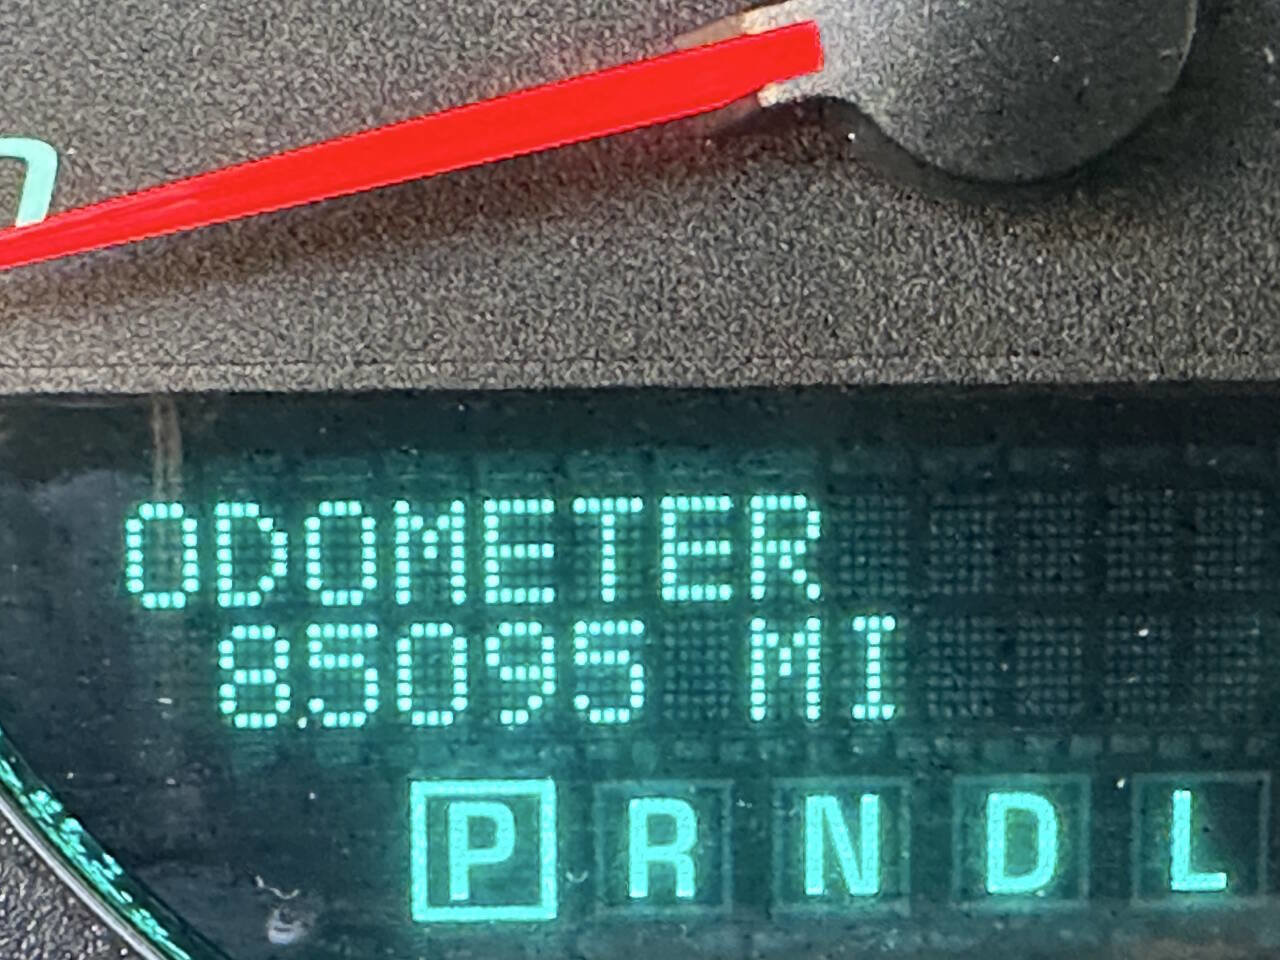 ODOMETER
85095 MI
P R N D L